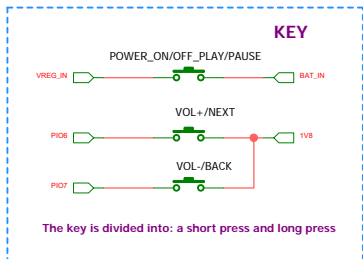 KEY
POWER_ON/OFF_PLAY/PAUSE
VREG_IN
BAT_IN
VOL+/NEXT
PIO6
1V8
VOL-/BACK
PIO7
The key is divided into: a short press and long press